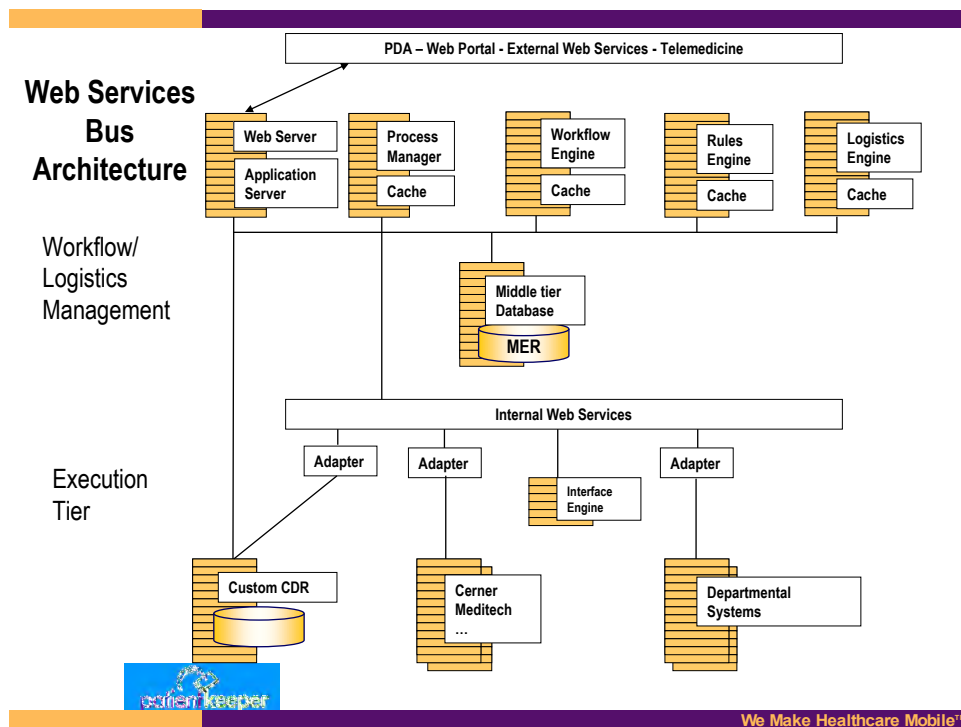 PDA – Web Portal - External Web Services - Telemedicine
Web Services
Bus
Architecture
Web Server
Application
Server
Process
Manager
Cache
Workflow
Engine
Cache
Rules
Engine
Cache
Logistics
Engine
Cache
Workflow/
Logistics
Management
Middle tier
Database
MER
Internal Web Services
Adapter
Adapter
Adapter
Execution
Tier
Interface
Engine
Custom CDR
Cerner
Meditech
...
Departmental
Systems
patientkeeper
We Make Healthcare Mobile™